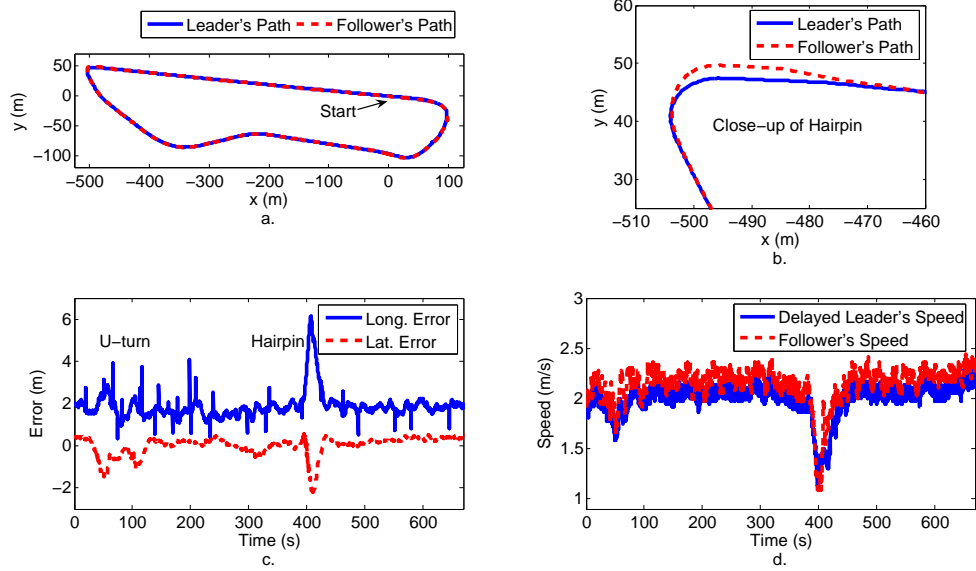 Leader's Path Follower's Path
50
0
−50
−100
y (m)
Start
−500 −400 −300 −200 −100 0 100
x (m)
a.
Leader's Path
Follower's Path
60
50
40
30
y (m)
Close−up of Hairpin
−510 −500 −490 −480 −470 −460
x (m)
b.
Long. Error
Lat. Error
U−turn
Hairpin
6
4
2
0
−2
Error (m)
0 100 200 300 400 500 600
Time (s)
c.
Delayed Leader's Speed
Follower's Speed
3
2.5
2
1.5
1
Speed (m/s)
0 100 200 300 400 500 600
Time (s)
d.